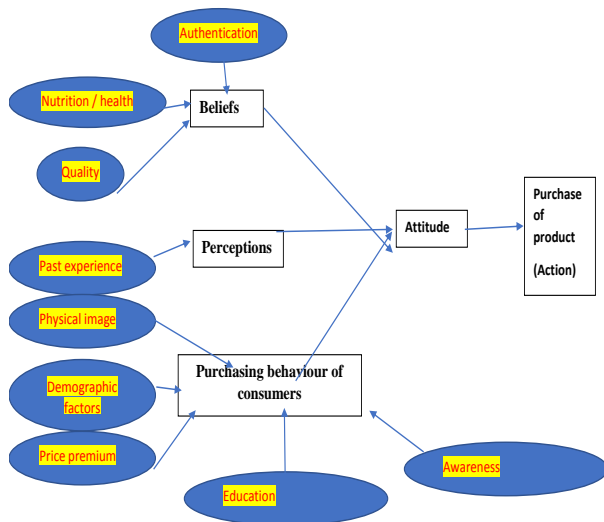 Authentication
Nutrition / health
Beliefs
Quality
Purchase
of
product
(Action)
Attitude
Perceptions
Past experience
Physical image
Purchasing behaviour of
consumers
Demographic
factors
Price premium
Awareness
Education